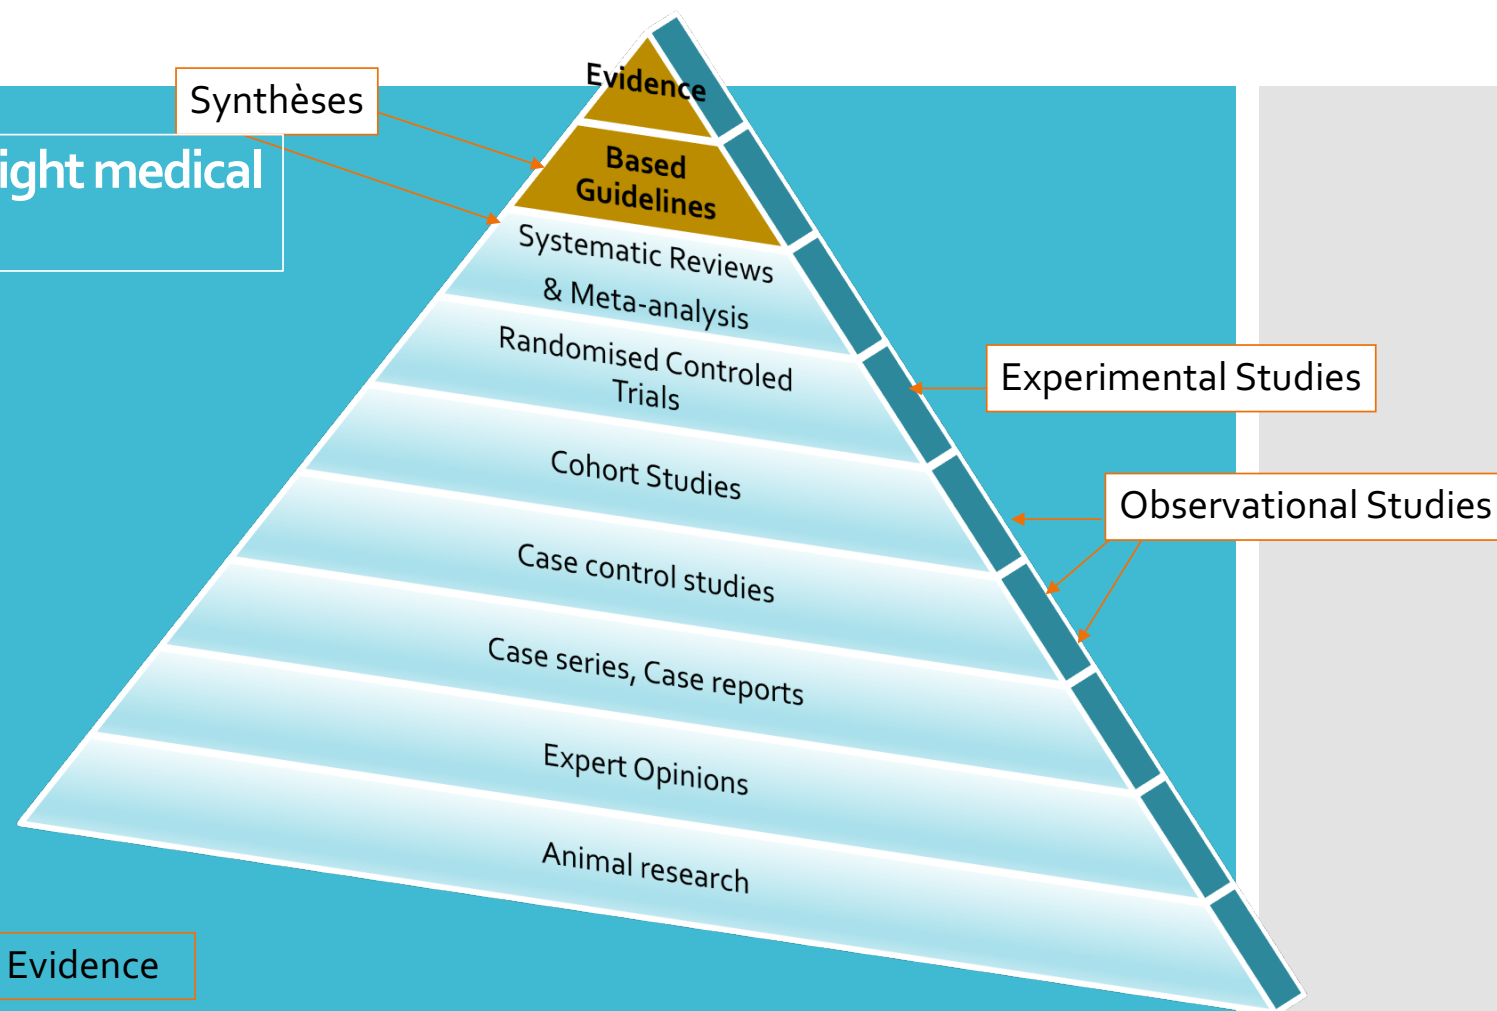 Evidence
Synthèses
ight medical
Based
Guidelines
Systematic Reviews
& Meta-analysis
Randomised Controled
Trials
Experimental Studies
Cohort Studies
Observational Studies
Case control studies
Case series, Case reports
Expert Opinions
Animal research
Evidence